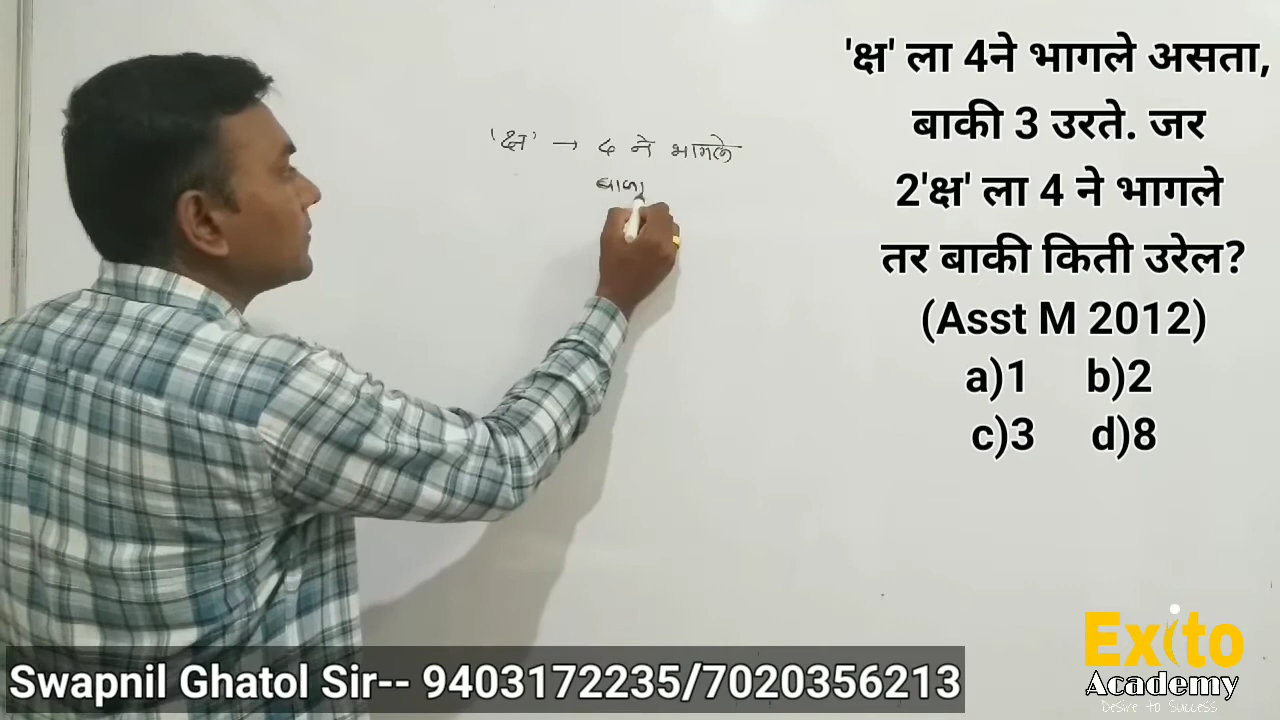 'क्ष' → ४ ने भागले
'क्ष' ला 4ने भागले असता,
बाकी 3 उरते. जर
2'क्ष' ला 4 ने भागले
तर बाकी किती उरेल?
(Asst M 2012)
a)1 b)2
c)3 d)8
Swapnil Ghatol Sir-- 9403172235/7020356213
Exito
Academy
Desire to Success